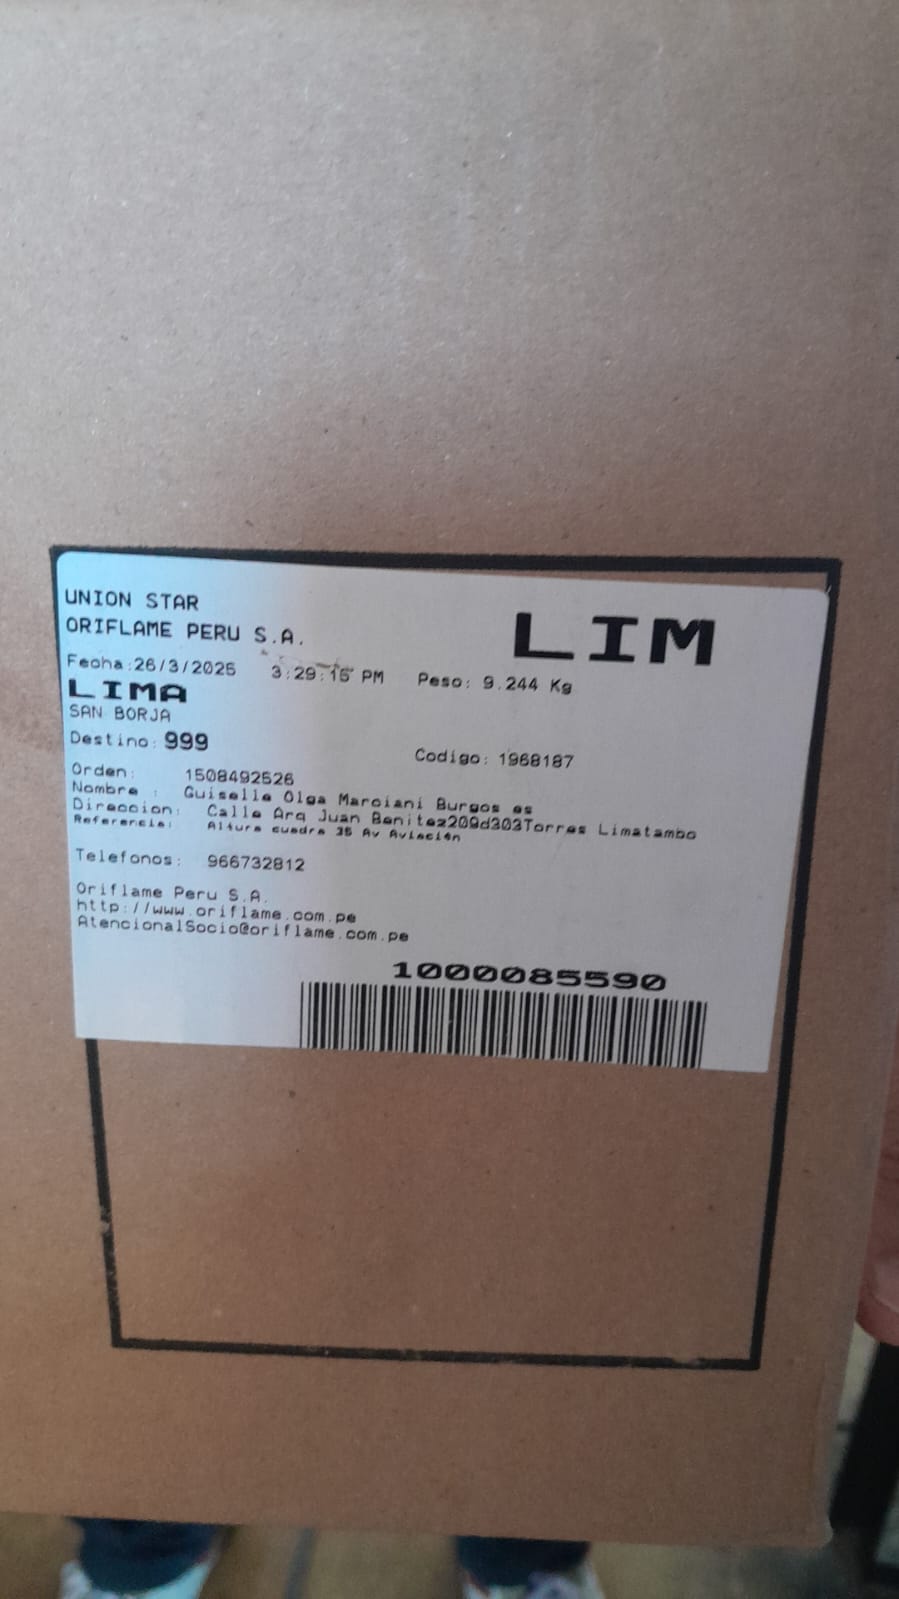 UNION STAR
ORIFLAME PERU S.A.
LIM
Fecha:26/3/2025 3:29:15 PM Peso: 9.244 Kg
LIMA
SAN BORJA
Destino: 999
Codigo: 1968187
Orden: 1508492526
Nombre : Guiselle Olga Marciani Burgos es
Direccion: Calle Arq Juan Benitez209d303Torres Limatambo
Referencia: Altura cuadra 35 Av Aviación
Telefonos: 966732812
Oriflame Peru S.A.
http://www.oriflame.com.pe
AtencionalSocio@oriflame.com.pe
1000085590